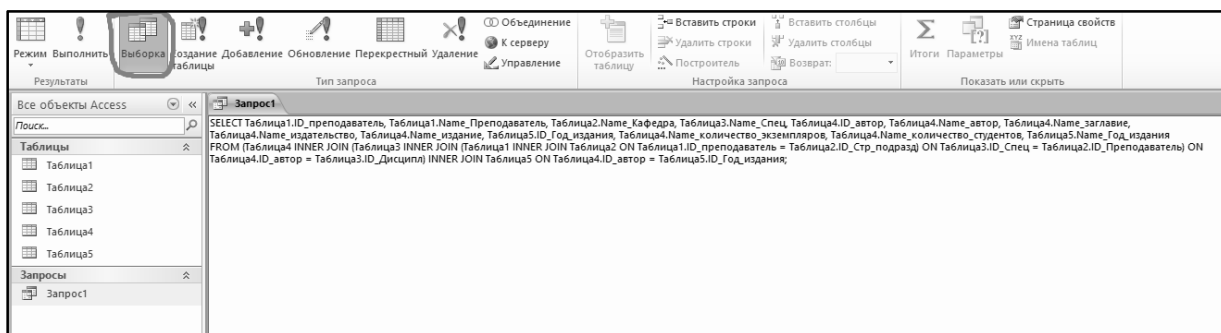 Режим Выполнить Выборка Создание таблицы Добавление Обновление Перекрестный Удаление
Объединение
К серверу
Управление
Отобразить таблицу
Вставить строки
Удалить строки
Построитель
Вставить столбцы
Удалить столбцы
Возврат:
Итоги Параметры
Страница свойств
Имена таблиц
Результаты
Тип запроса
Настройка запроса
Показать или скрыть
Все объекты Access
Поиск...
Таблицы
Таблица1
Таблица2
Таблица3
Таблица4
Таблица5
Запросы
Запрос1
Запрос1
SELECT Таблица1.ID_преподаватель, Таблица1.Name_Преподаватель, Таблица2.Name_Кафедра, Таблица3.Name_Спец, Таблица4.ID_автор, Таблица4.Name_автор, Таблица4.Name_заглавие,
Таблица4.Name_издательство, Таблица4.Name_издание, Таблица5.ID_Год_издания, Таблица4.Name_количество_экземпляров, Таблица4.Name_количество_студентов, Таблица5.Name_Год_издания
FROM (Таблица4 INNER JOIN (Таблица3 INNER JOIN (Таблица1 INNER JOIN Таблица2 ON Таблица1.ID_преподаватель = Таблица2.ID_Стр_подразд) ON Таблица3.ID_Спец = Таблица2.ID_Преподаватель) ON
Таблица4.ID_автор = Таблица3.ID_Дисципл) INNER JOIN Таблица5 ON Таблица4.ID_автор = Таблица5.ID_Год_издания;